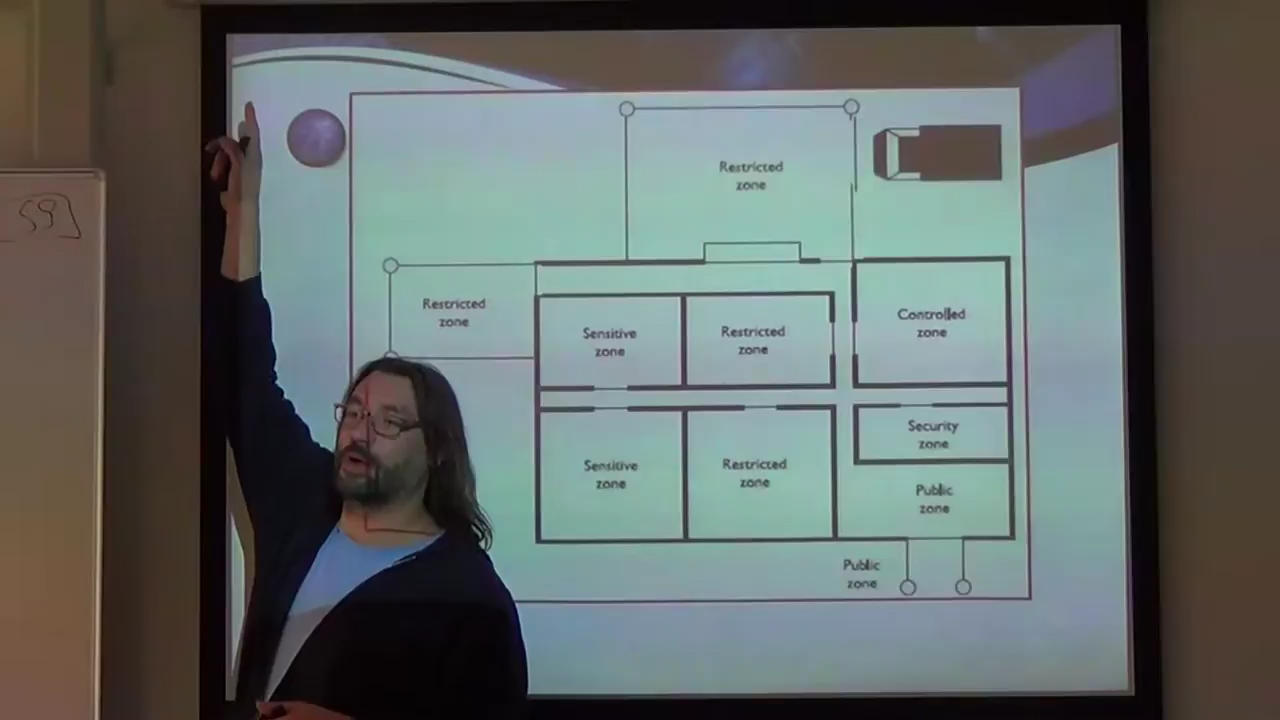 Restricted
zone
Restricted
zone
Sensitive
zone
Restricted
zone
Controlled
zone
Security
zone
Sensitive
zone
Restricted
zone
Public
zone
Public
zone